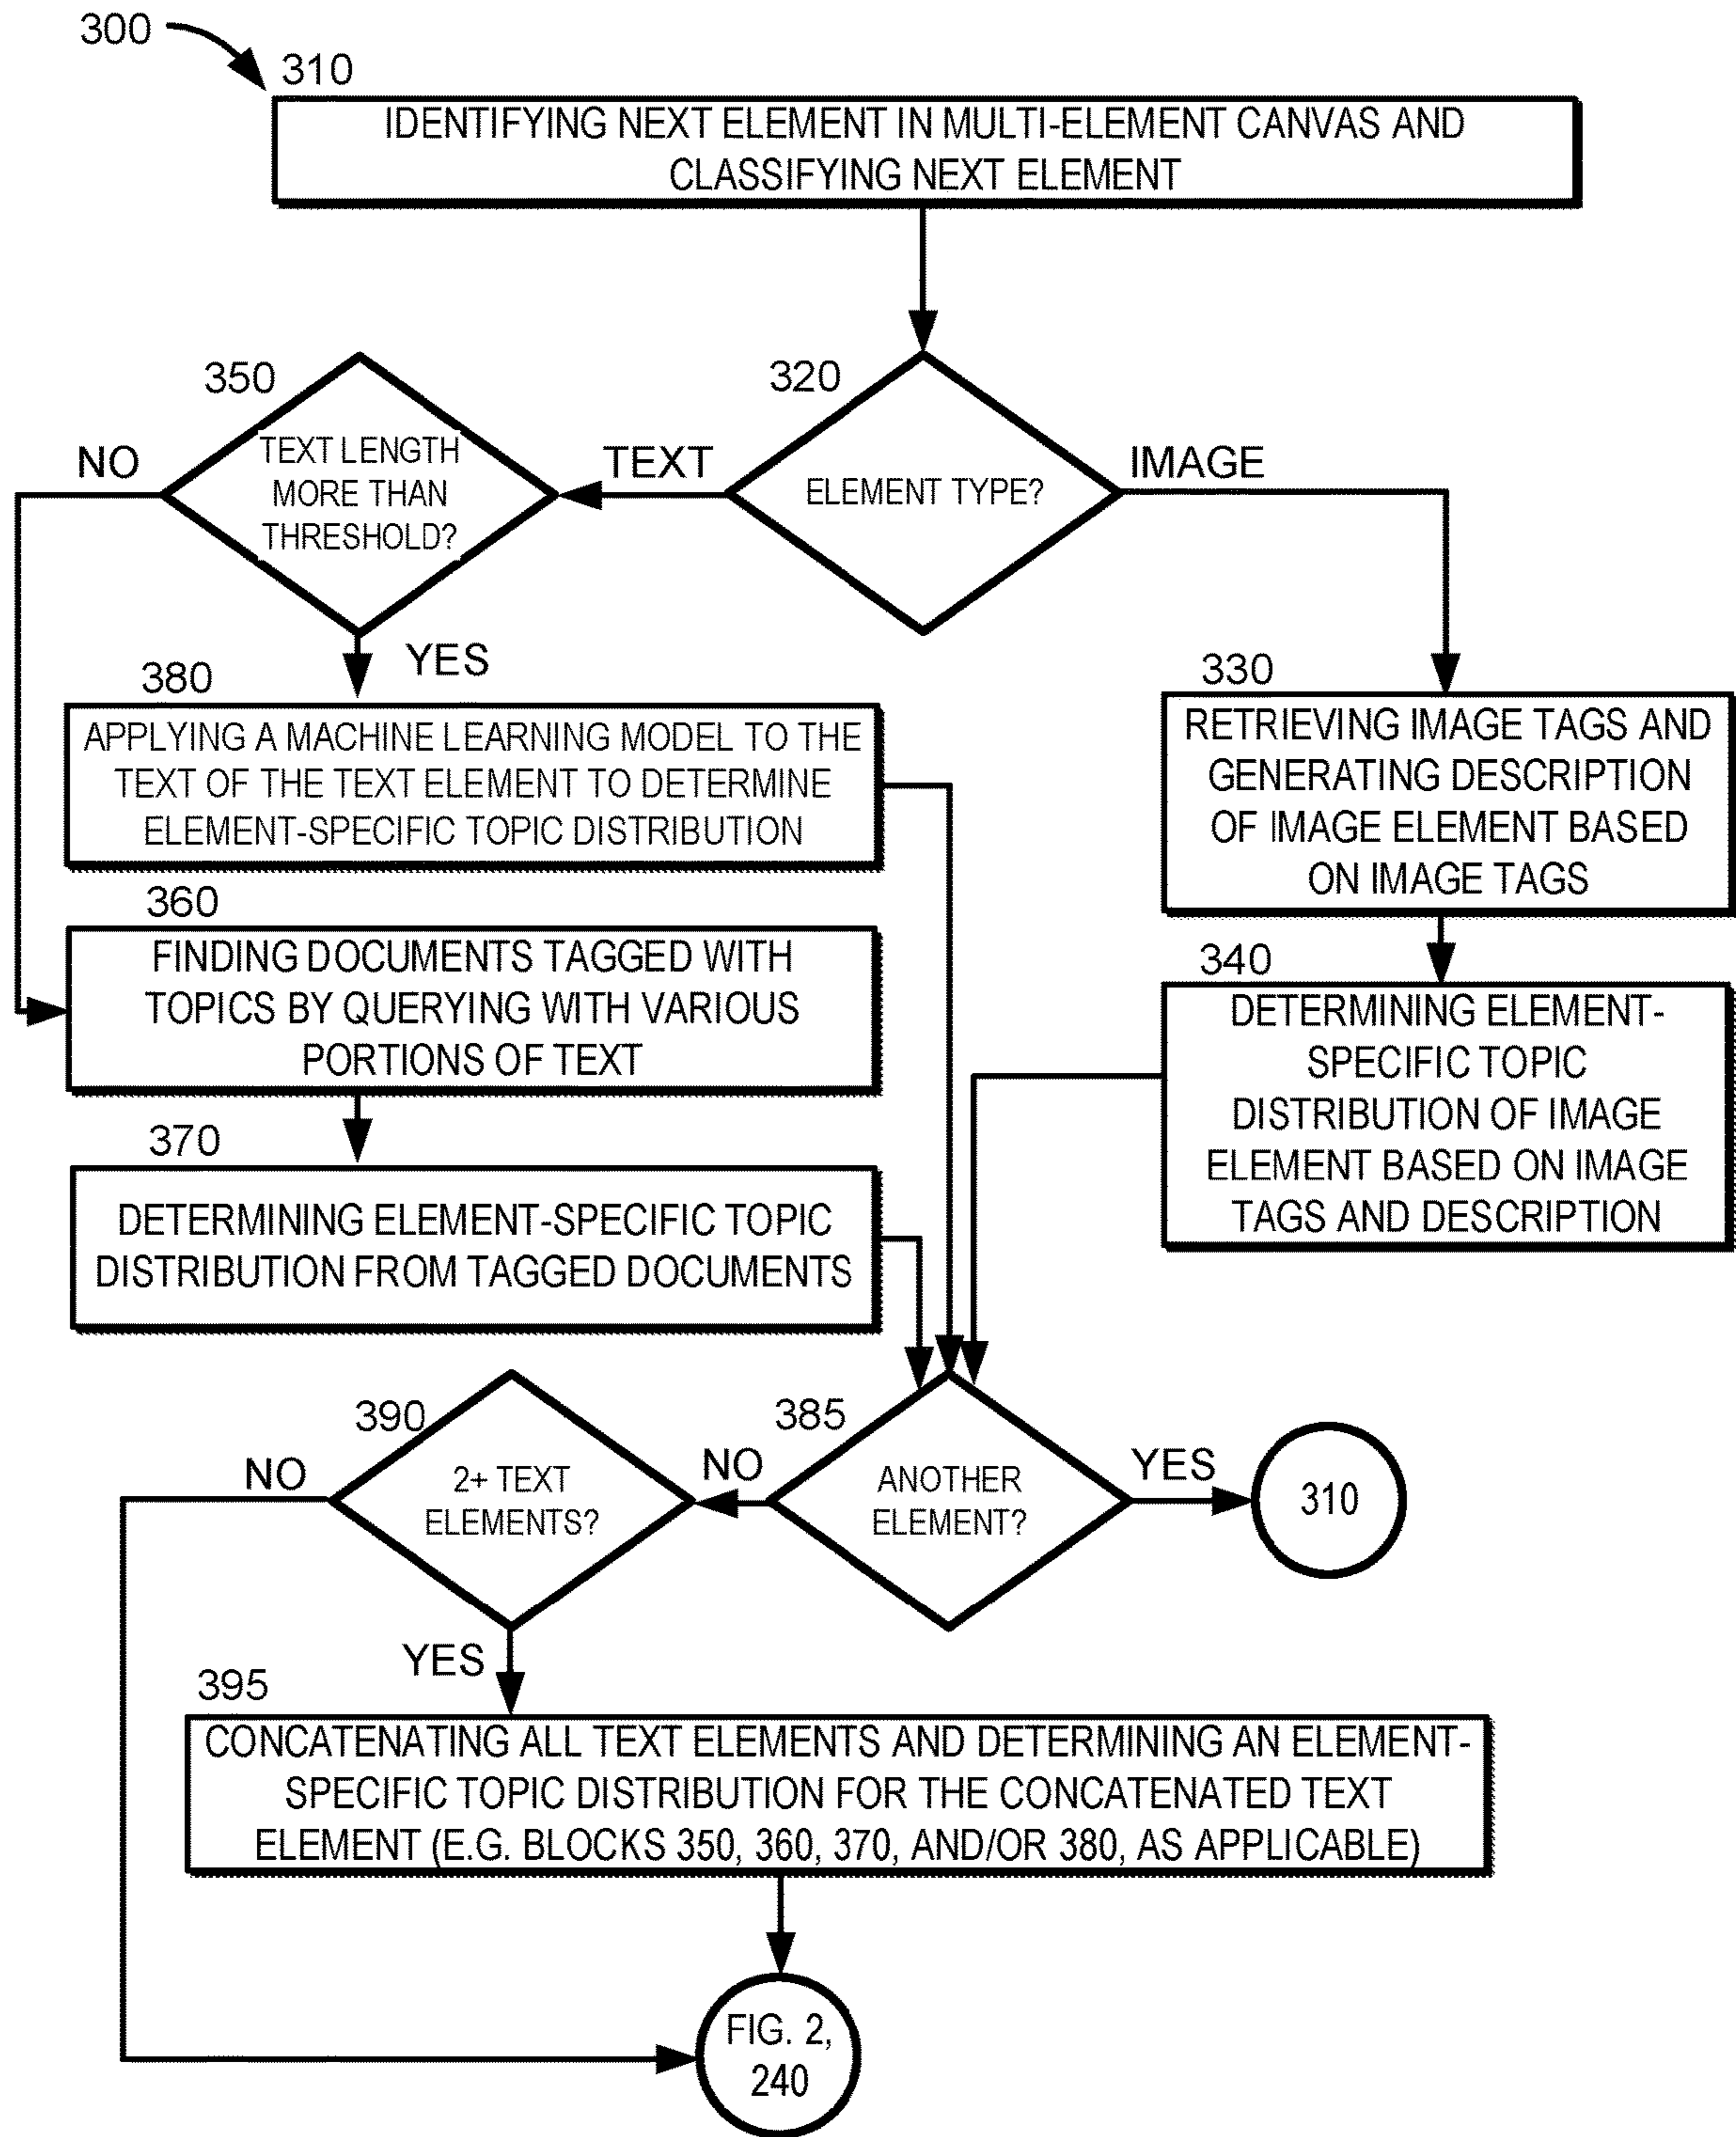 300
310
IDENTIFYING NEXT ELEMENT IN MULTI-ELEMENT CANVAS AND
CLASSIFYING NEXT ELEMENT
350
320
NO
TEXT LENGTH
MORE THAN
THRESHOLD?
TEXT
ELEMENT TYPE?
IMAGE
YES
380
APPLYING A MACHINE LEARNING MODEL TO THE
TEXT OF THE TEXT ELEMENT TO DETERMINE
ELEMENT-SPECIFIC TOPIC DISTRIBUTION
330
RETRIEVING IMAGE TAGS AND
GENERATING DESCRIPTION
OF IMAGE ELEMENT BASED
ON IMAGE TAGS
360
FINDING DOCUMENTS TAGGED WITH
TOPICS BY QUERYING WITH VARIOUS
PORTIONS OF TEXT
340
DETERMINING ELEMENT-
SPECIFIC TOPIC
DISTRIBUTION OF IMAGE
ELEMENT BASED ON IMAGE
TAGS AND DESCRIPTION
370
DETERMINING ELEMENT-SPECIFIC TOPIC
DISTRIBUTION FROM TAGGED DOCUMENTS
390
385
NO
2+ TEXT
ELEMENTS?
NO
ANOTHER
ELEMENT?
YES
310
YES
395
CONCATENATING ALL TEXT ELEMENTS AND DETERMINING AN ELEMENT-
SPECIFIC TOPIC DISTRIBUTION FOR THE CONCATENATED TEXT
ELEMENT (E.G. BLOCKS 350, 360, 370, AND/OR 380, AS APPLICABLE)
FIG. 2,
240